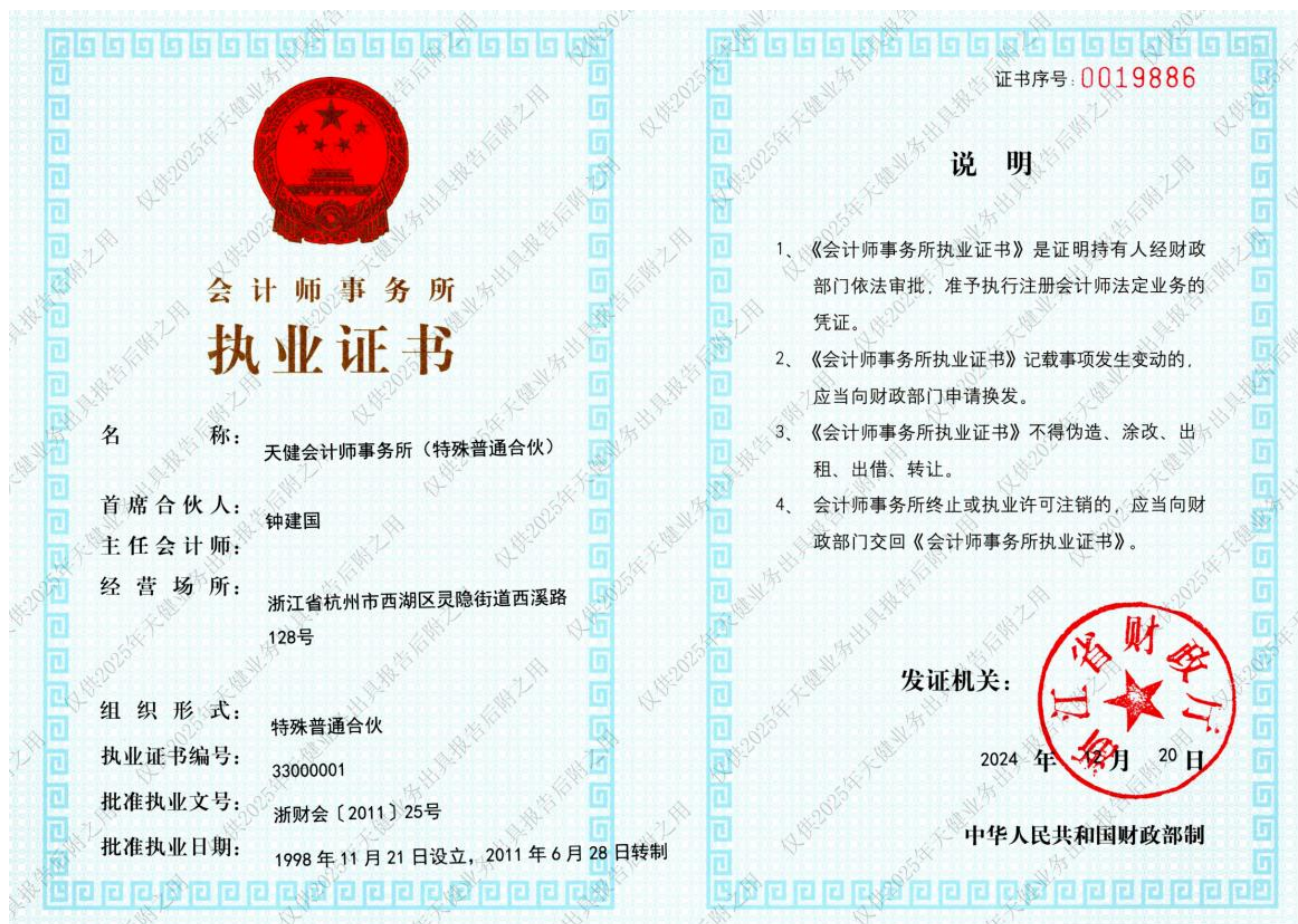 会计师事务所
执业证书
名称：天健会计师事务所（特殊普通合伙）
首席合伙人：钟建国
主任会计师：
经营场所：浙江省杭州市西湖区灵隐街道西溪路
128号
组织形式：特殊普通合伙
执业证书编号：33000001
批准执业文号：浙财会〔2011〕25号
批准执业日期：1998年11月21日设立，2011年6月28日转制
证书序号：0019886
说明
1、《会计师事务所执业证书》是证明持有人经财政
部门依法审批，准予执行注册会计师法定业务的
凭证。
2、《会计师事务所执业证书》记载事项发生变动的，
应当向财政部门申请换发。
3、《会计师事务所执业证书》不得伪造、涂改、出
租、出借、转让。
4、会计师事务所终止或执业许可注销的，应当向财
政部门交回《会计师事务所执业证书》。
发证机关：
浙江省财政厅
2024年12月20日
中华人民共和国财政部制
仅供2025年天健业务出具报告后附之用